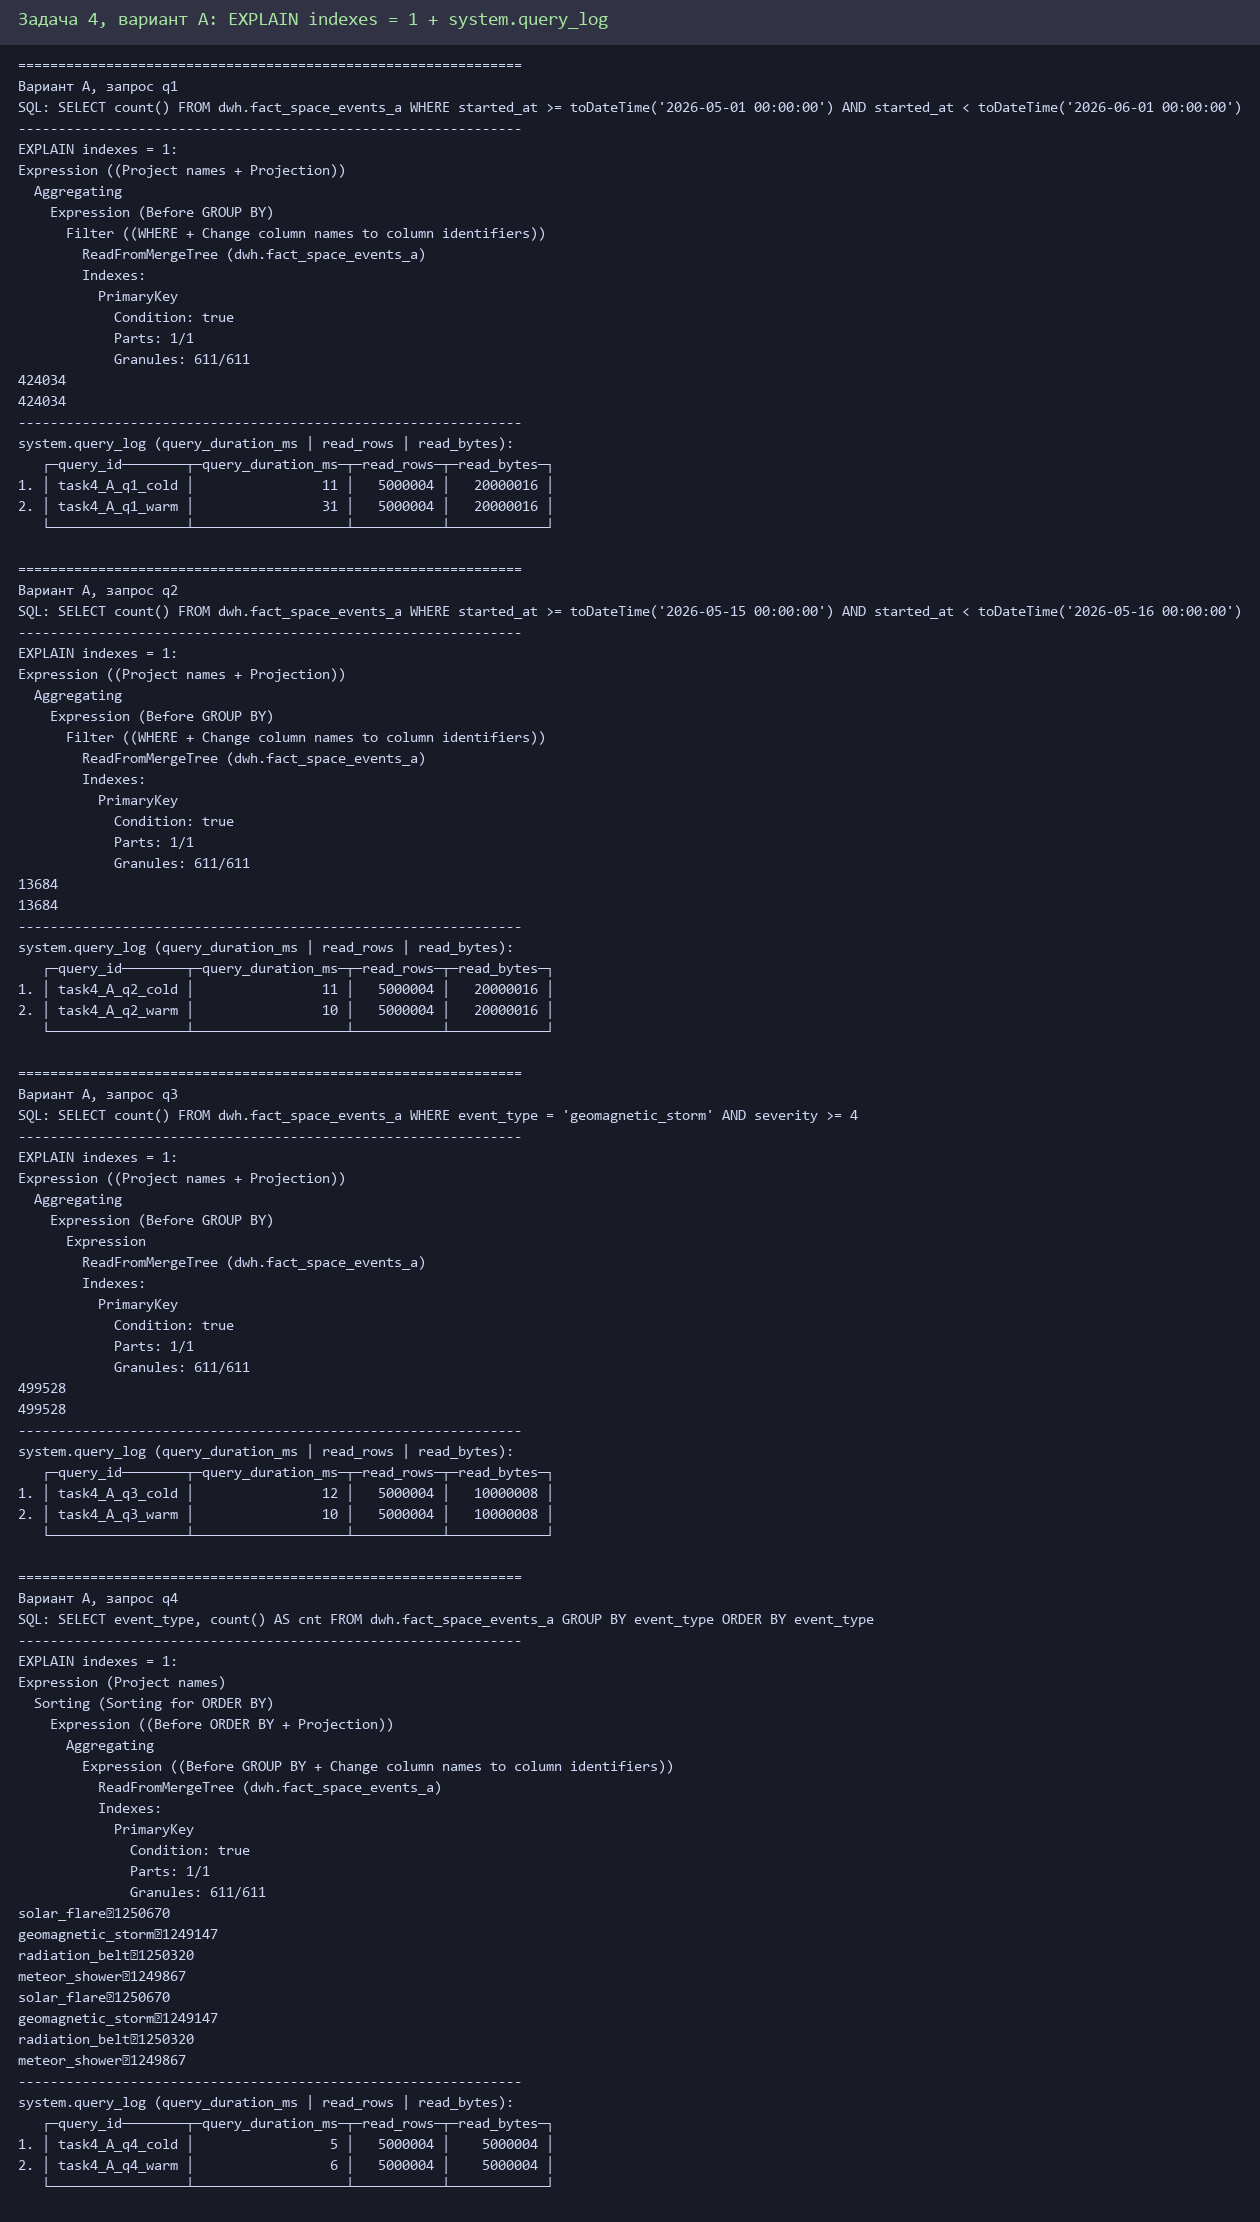 Задача 4, вариант A: EXPLAIN indexes = 1 + system.query_log
===============================================================
Вариант A, запрос q1
SQL: SELECT count() FROM dwh.fact_space_events_a WHERE started_at >= toDateTime('2026-05-01 00:00:00') AND started_at < toDateTime('2026-06-01 00:00:00')
---------------------------------------------------------------
EXPLAIN indexes = 1:
Expression ((Project names + Projection))
  Aggregating
    Expression (Before GROUP BY)
      Filter ((WHERE + Change column names to column identifiers))
        ReadFromMergeTree (dwh.fact_space_events_a)
        Indexes:
          PrimaryKey
            Condition: true
            Parts: 1/1
            Granules: 611/611
424034
424034
---------------------------------------------------------------
system.query_log (query_duration_ms | read_rows | read_bytes):
   ┌─query_id────────┬─query_duration_ms─┬─read_rows─┬─read_bytes─┐
1. │ task4_A_q1_cold │                11 │   5000004 │   20000016 │
2. │ task4_A_q1_warm │                31 │   5000004 │   20000016 │
   └─────────────────┴───────────────────┴───────────┴────────────┘
===============================================================
Вариант A, запрос q2
SQL: SELECT count() FROM dwh.fact_space_events_a WHERE started_at >= toDateTime('2026-05-15 00:00:00') AND started_at < toDateTime('2026-05-16 00:00:00')
---------------------------------------------------------------
EXPLAIN indexes = 1:
Expression ((Project names + Projection))
  Aggregating
    Expression (Before GROUP BY)
      Filter ((WHERE + Change column names to column identifiers))
        ReadFromMergeTree (dwh.fact_space_events_a)
        Indexes:
          PrimaryKey
            Condition: true
            Parts: 1/1
            Granules: 611/611
13684
13684
---------------------------------------------------------------
system.query_log (query_duration_ms | read_rows | read_bytes):
   ┌─query_id────────┬─query_duration_ms─┬─read_rows─┬─read_bytes─┐
1. │ task4_A_q2_cold │                11 │   5000004 │   20000016 │
2. │ task4_A_q2_warm │                10 │   5000004 │   20000016 │
   └─────────────────┴───────────────────┴───────────┴────────────┘
===============================================================
Вариант A, запрос q3
SQL: SELECT count() FROM dwh.fact_space_events_a WHERE event_type = 'geomagnetic_storm' AND severity >= 4
---------------------------------------------------------------
EXPLAIN indexes = 1:
Expression ((Project names + Projection))
  Aggregating
    Expression (Before GROUP BY)
      Expression
        ReadFromMergeTree (dwh.fact_space_events_a)
        Indexes:
          PrimaryKey
            Condition: true
            Parts: 1/1
            Granules: 611/611
499528
499528
---------------------------------------------------------------
system.query_log (query_duration_ms | read_rows | read_bytes):
   ┌─query_id────────┬─query_duration_ms─┬─read_rows─┬─read_bytes─┐
1. │ task4_A_q3_cold │                12 │   5000004 │   10000008 │
2. │ task4_A_q3_warm │                10 │   5000004 │   10000008 │
   └─────────────────┴───────────────────┴───────────┴────────────┘
===============================================================
Вариант A, запрос q4
SQL: SELECT event_type, count() AS cnt FROM dwh.fact_space_events_a GROUP BY event_type ORDER BY event_type
---------------------------------------------------------------
EXPLAIN indexes = 1:
Expression (Project names)
  Sorting (Sorting for ORDER BY)
    Expression ((Before ORDER BY + Projection))
      Aggregating
        Expression ((Before GROUP BY + Change column names to column identifiers))
          ReadFromMergeTree (dwh.fact_space_events_a)
          Indexes:
            PrimaryKey
              Condition: true
              Parts: 1/1
              Granules: 611/611
solar_flare⍰1250670
geomagnetic_storm⍰1249147
radiation_belt⍰1250320
meteor_shower⍰1249867
solar_flare⍰1250670
geomagnetic_storm⍰1249147
radiation_belt⍰1250320
meteor_shower⍰1249867
---------------------------------------------------------------
system.query_log (query_duration_ms | read_rows | read_bytes):
   ┌─query_id────────┬─query_duration_ms─┬─read_rows─┬─read_bytes─┐
1. │ task4_A_q4_cold │                 5 │   5000004 │    5000004 │
2. │ task4_A_q4_warm │                 6 │   5000004 │    5000004 │
   └─────────────────┴───────────────────┴───────────┴────────────┘